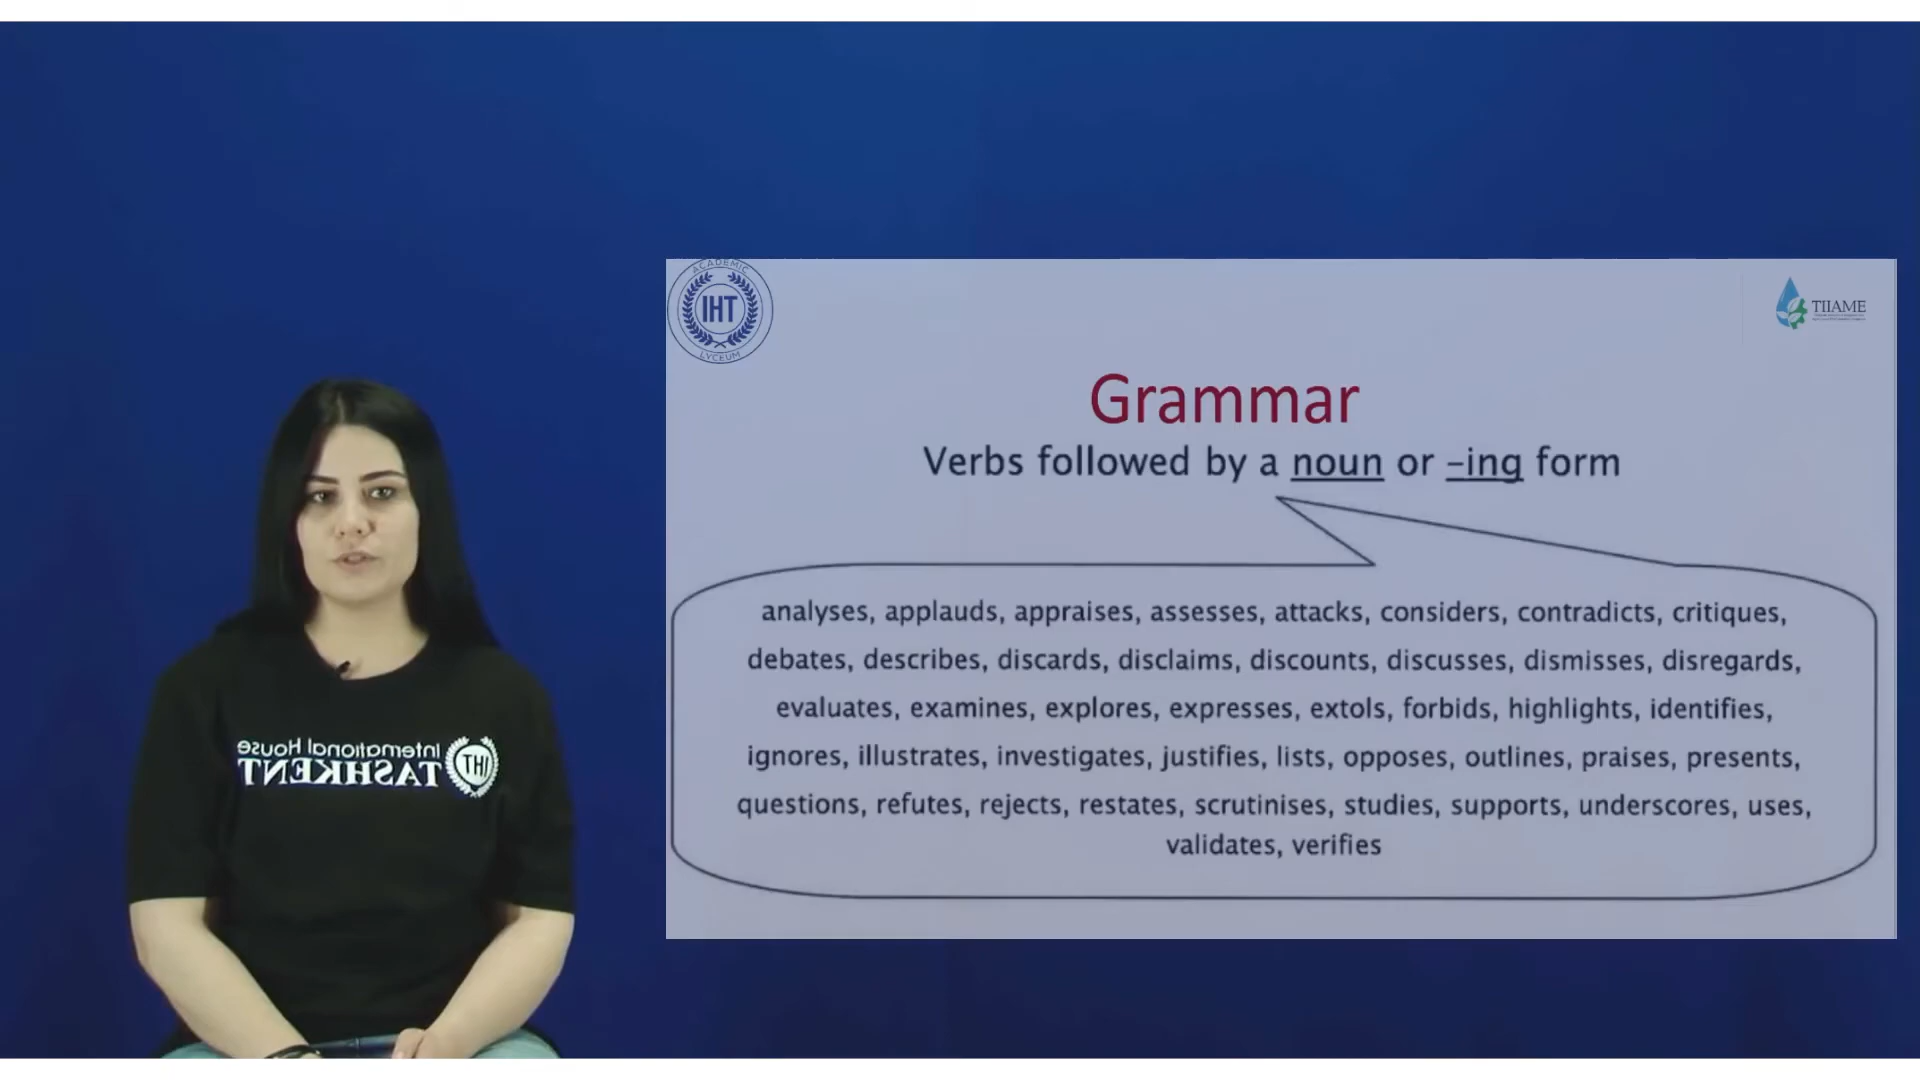 ACADEMIC
IHT
LYCEUM
TIIAME
Grammar
Verbs followed by a noun or –ing form
analyses, applauds, appraises, assesses, attacks, considers, contradicts, critiques,
debates, describes, discards, disclaims, discounts, discusses, dismisses, disregards,
evaluates, examines, explores, expresses, extols, forbids, highlights, identifies,
ignores, illustrates, investigates, justifies, lists, opposes, outlines, praises, presents,
questions, refutes, rejects, restates, scrutinises, studies, supports, underscores, uses,
validates, verifies
International House
TASHKENT
IHT